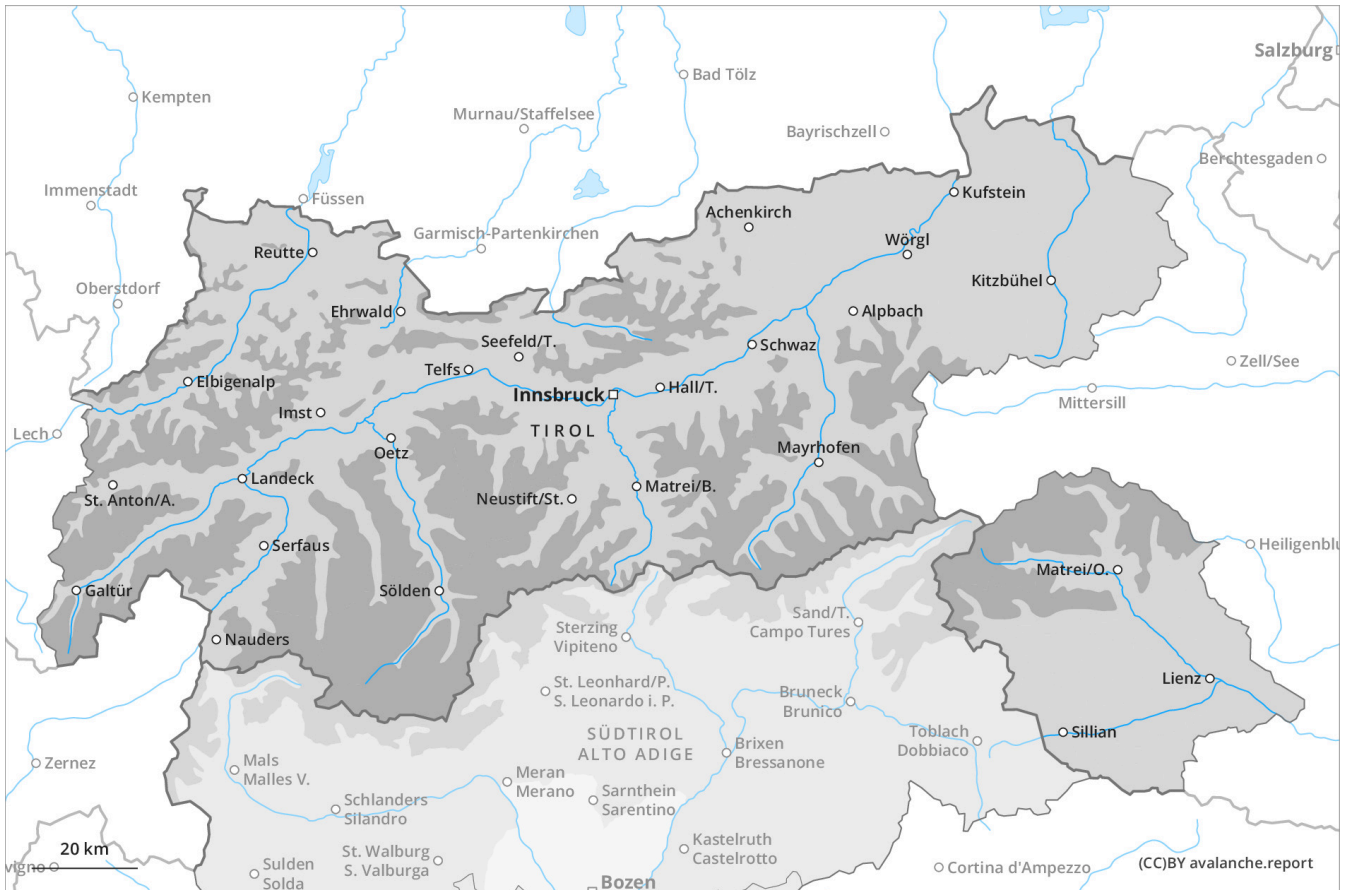 Salzburg
Bad Tölz
Kempten
Murnau/Staffelsee
Bayrischzell
Berchtesgaden
Immenstadt
Füssen
Kufstein
Achenkirch
Garmisch-Partenkirchen
Wörgl
Reutte
Kitzbühel
Oberstdorf
Ehrwald
Alpbach
Seefeld/T.
Schwaz
Zell/See
Telfs
Elbigenalp
Hall/T.
Innsbruck
Mittersill
Imst
TIROL
Lech
Oetz
Mayrhofen
Landeck
Matrei/B.
St. Anton/A.
Neustift/St.
Serfaus
Heiligenblu
Matrei/O.
Galtür
Sölden
Sand/T.
Campo Tures
Sterzing
Vipiteno
Nauders
Lienz
St. Leonhard/P.
S. Leonardo i. P.
Bruneck
Brunico
SÜDTIROL
ALTO ADIGE
Toblach
Dobbiaco
Sillian
Brixen
Bressanone
Zernez
Mals
Malles V.
Meran
Merano
Sarnthein
Sarentino
Schlanders
Silandro
Kastelruth
Castelrotto
20 km
St. Walburg
S. Valburga
vigno
Sulden
Solda
Cortina d'Ampezzo
(CC)BY avalanche.report
Bozen